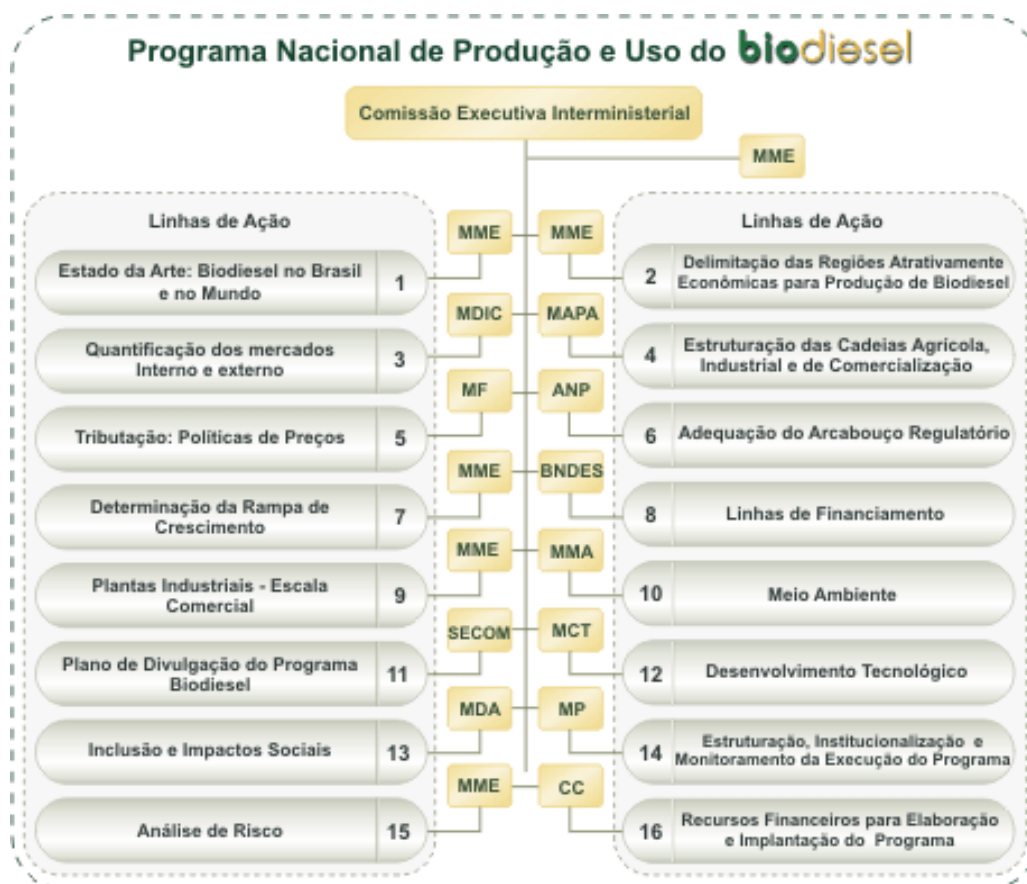 Programa Nacional de Produção e Uso do biodiesel
Comissão Executiva Interministerial
MME
Linhas de Ação
MME
MME
Linhas de Ação
Estado da Arte: Biodiesel no Brasil
e no Mundo
1
2
Delimitação das Regiões Atrativamente
Econômicas para Produção de Biodiesel
MDIC
MAPA
Quantificação dos mercados
Interno e externo
3
4
Estruturação das Cadeias Agrícola,
Industrial e de Comercialização
MF
ANP
Tributação: Políticas de Preços
5
6
Adequação do Arcabouço Regulatório
MME
BNDES
Determinação da Rampa de
Crescimento
7
8
Linhas de Financiamento
MME
MMA
Plantas Industriais - Escala
Comercial
9
10
Meio Ambiente
SECOM
MCT
Plano de Divulgação do Programa
Biodiesel
11
12
Desenvolvimento Tecnológico
MDA
MP
Inclusão e Impactos Sociais
13
14
Estruturação, Institucionalização e
Monitoramento da Execução do Programa
MME
CC
Análise de Risco
15
16
Recursos Financeiros para Elaboração
e Implantação do Programa